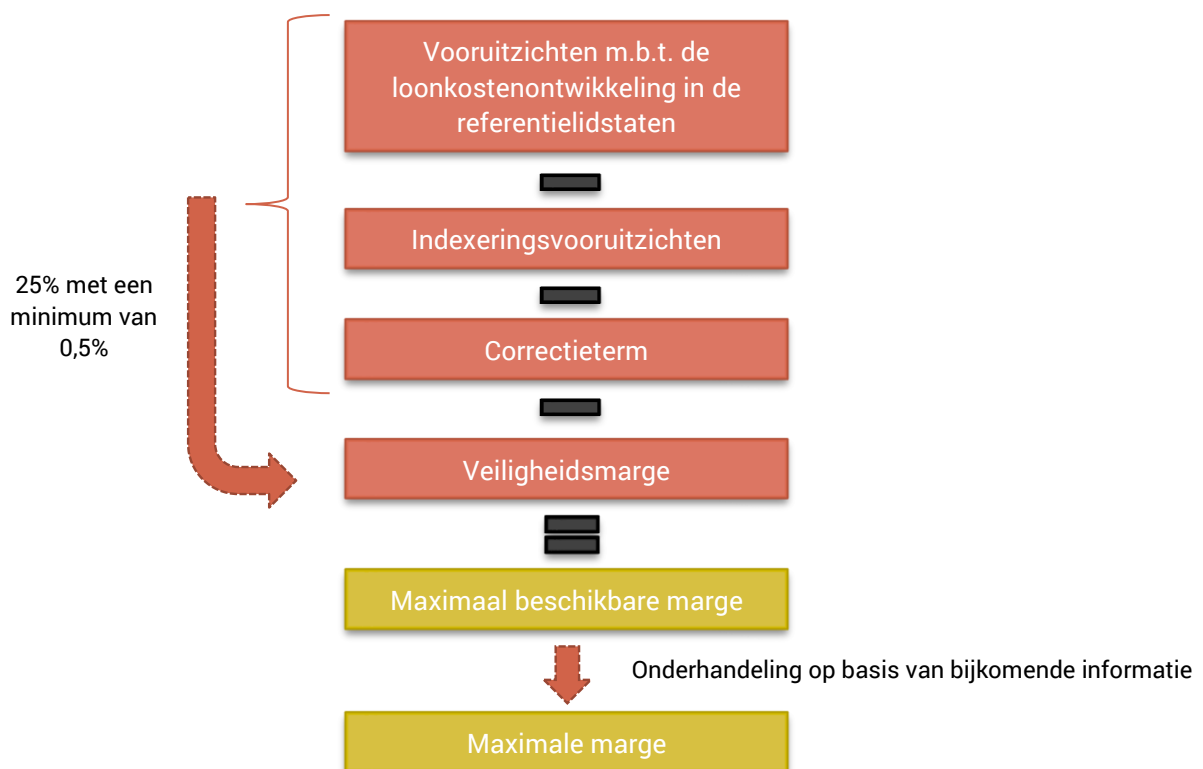 Vooruitzichten m.b.t. de
loonkostenontwikkeling in de
referentielidstaten
Indexeringsvooruitzichten
25% met een
minimum van
0,5%
Correctieterm
Veiligheidsmarge
Maximaal beschikbare marge
Onderhandeling op basis van bijkomende informatie
Maximale marge